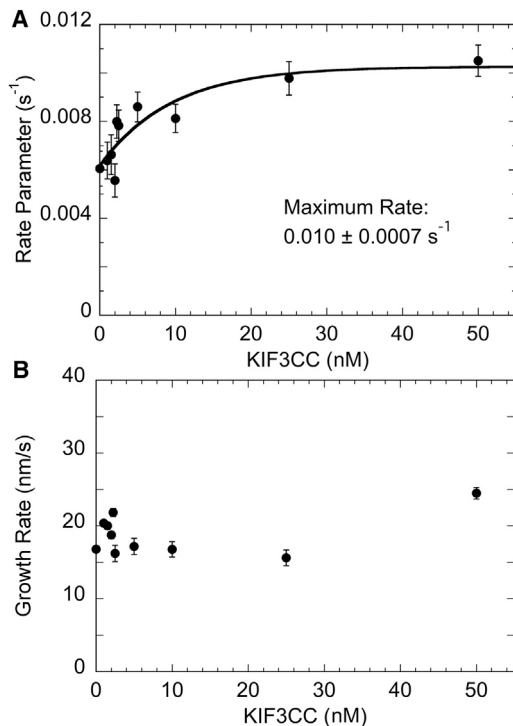 A
0.012
0.008
0.004
0
Rate Parameter (s⁻¹)
Maximum Rate:
0.010 ± 0.0007 s⁻¹
0 10 20 30 40 50
KIF3CC (nM)
B
40
30
20
10
0
Growth Rate (nm/s)
0 10 20 30 40 50
KIF3CC (nM)